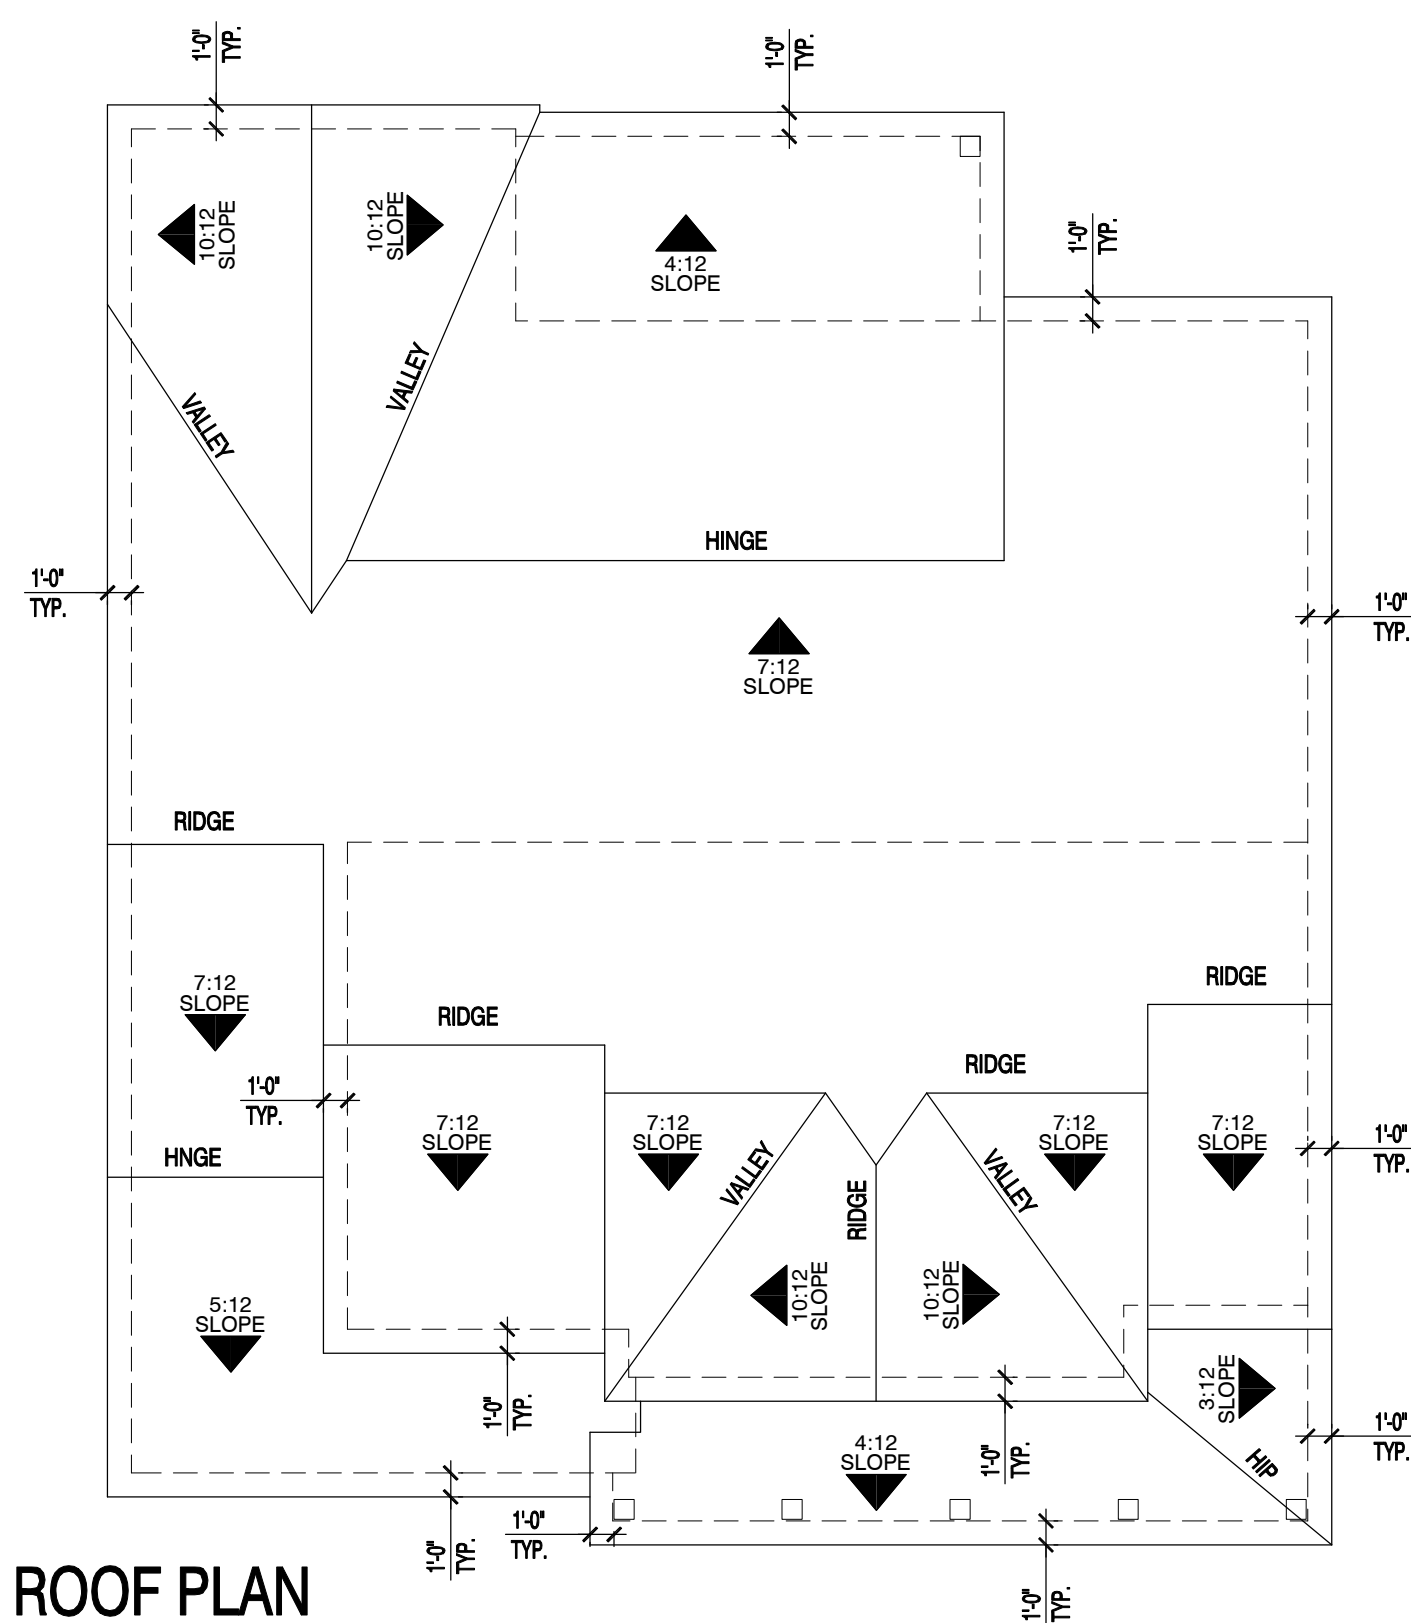 1'-0"
TYP.
1'-0"
TYP.
1'-0"
TYP.
10:12
SLOPE
10:12
SLOPE
4:12
SLOPE
VALLEY
VALLEY
HINGE
1'-0"
TYP.
1'-0"
TYP.
7:12
SLOPE
RIDGE
7:12
SLOPE
RIDGE
RIDGE
RIDGE
1'-0"
TYP.
7:12
SLOPE
7:12
SLOPE
7:12
SLOPE
7:12
SLOPE
1'-0"
TYP.
HNGE
VALLEY
RIDGE
VALLEY
10:12
SLOPE
10:12
SLOPE
5:12
SLOPE
3:12
SLOPE
1'-0"
TYP.
1'-0"
TYP.
1'-0"
TYP.
4:12
SLOPE
HIP
1'-0"
TYP.
1'-0"
TYP.
1'-0"
TYP.
ROOF PLAN